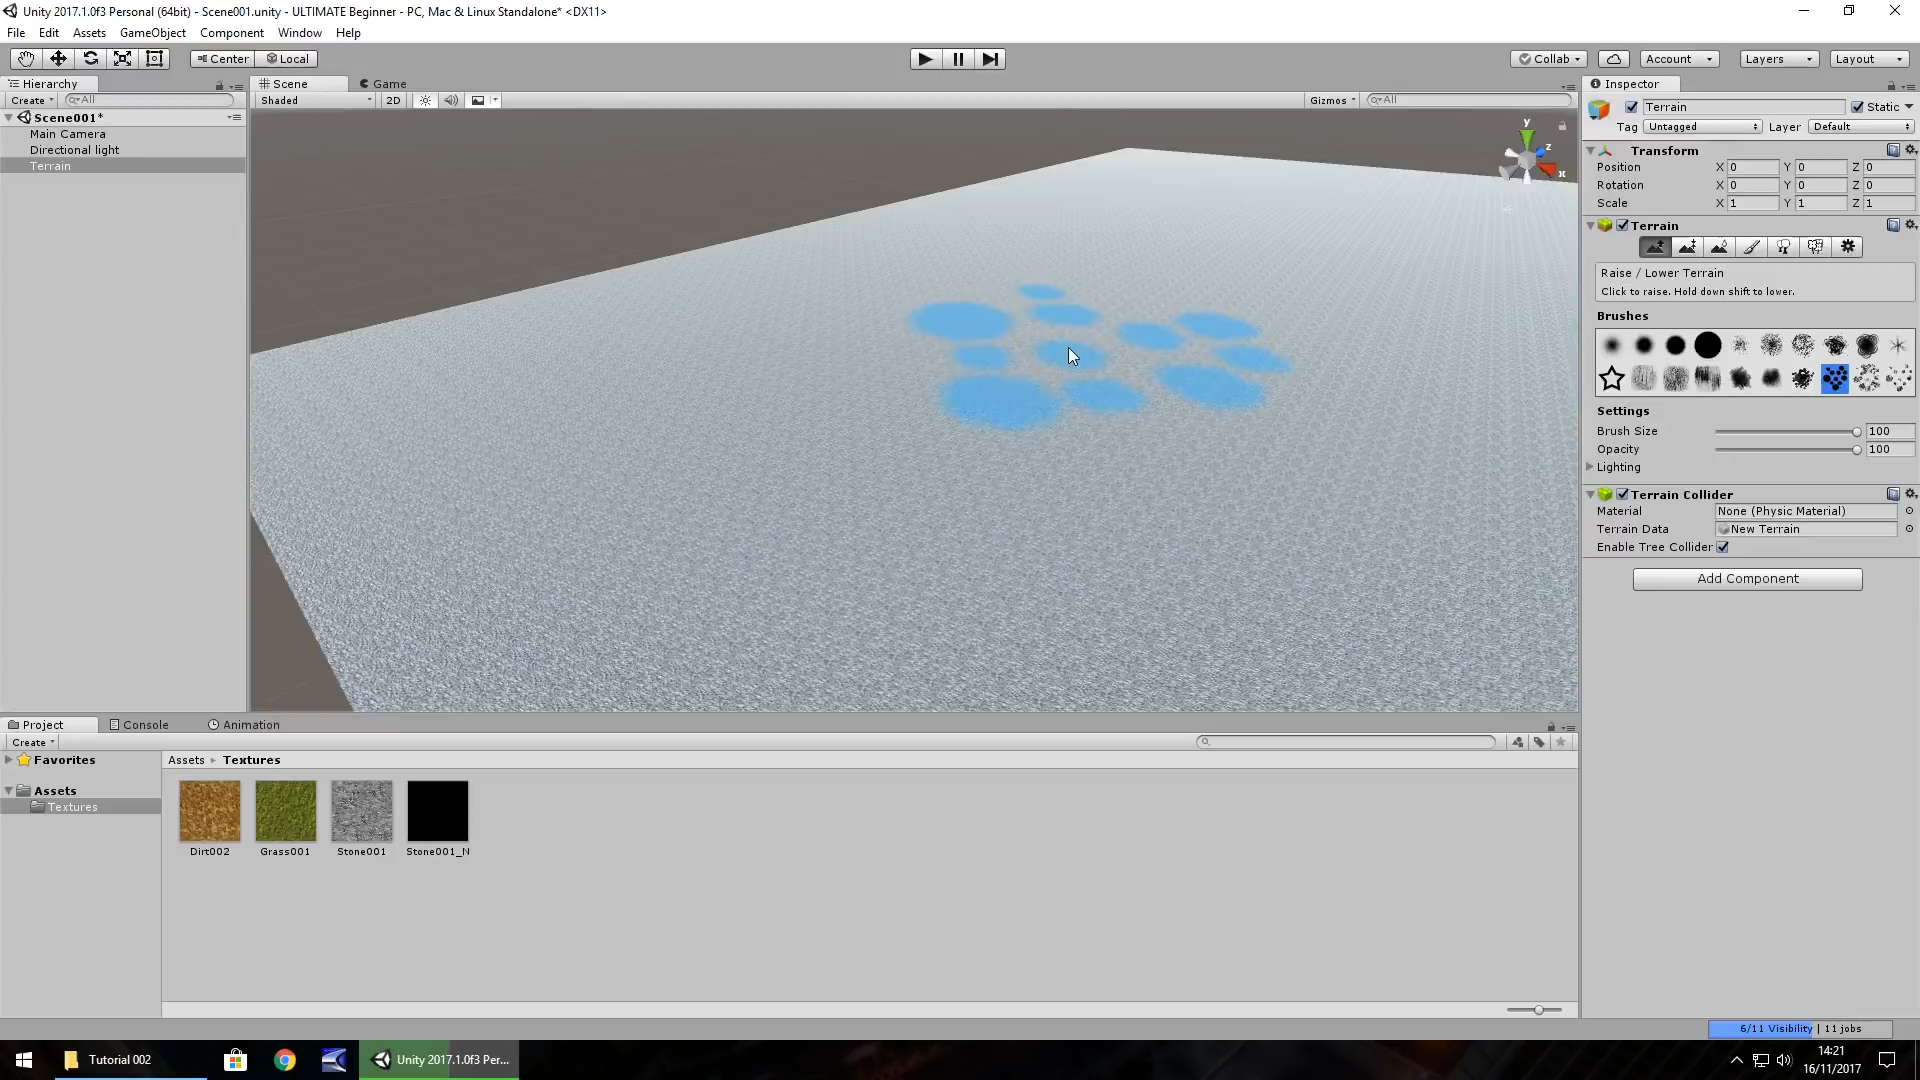 Unity 2017.1.0f3 Personal (64bit) - Scene001.unity - ULTIMATE Beginner - PC, Mac & Linux Standalone* <DX11>
File Edit Assets GameObject Component Window Help
Center Local Collab Account Layers Layout
Hierarchy Scene Game Inspector
Create All Shaded 2D Gizmos All
Scene001*
Main Camera
Directional light
Terrain
y
z
x
Terrain Static
Tag Untagged Layer Default
Transform
Position X 0 Y 0 Z 0
Rotation X 0 Y 0 Z 0
Scale X 1 Y 1 Z 1
Terrain
Raise / Lower Terrain
Click to raise. Hold down shift to lower.
Brushes
Settings
Brush Size 100
Opacity 100
Lighting
Terrain Collider
Material None (Physic Material)
Terrain Data New Terrain
Enable Tree Collider
Add Component
Project Console Animation
Create
Favorites
Assets
Textures
Assets Textures
Dirt002 Grass001 Stone001 Stone001_N
6/11 Visibility | 11 jobs
Tutorial 002 Unity 2017.1.0f3 Per...
14:21
16/11/2017